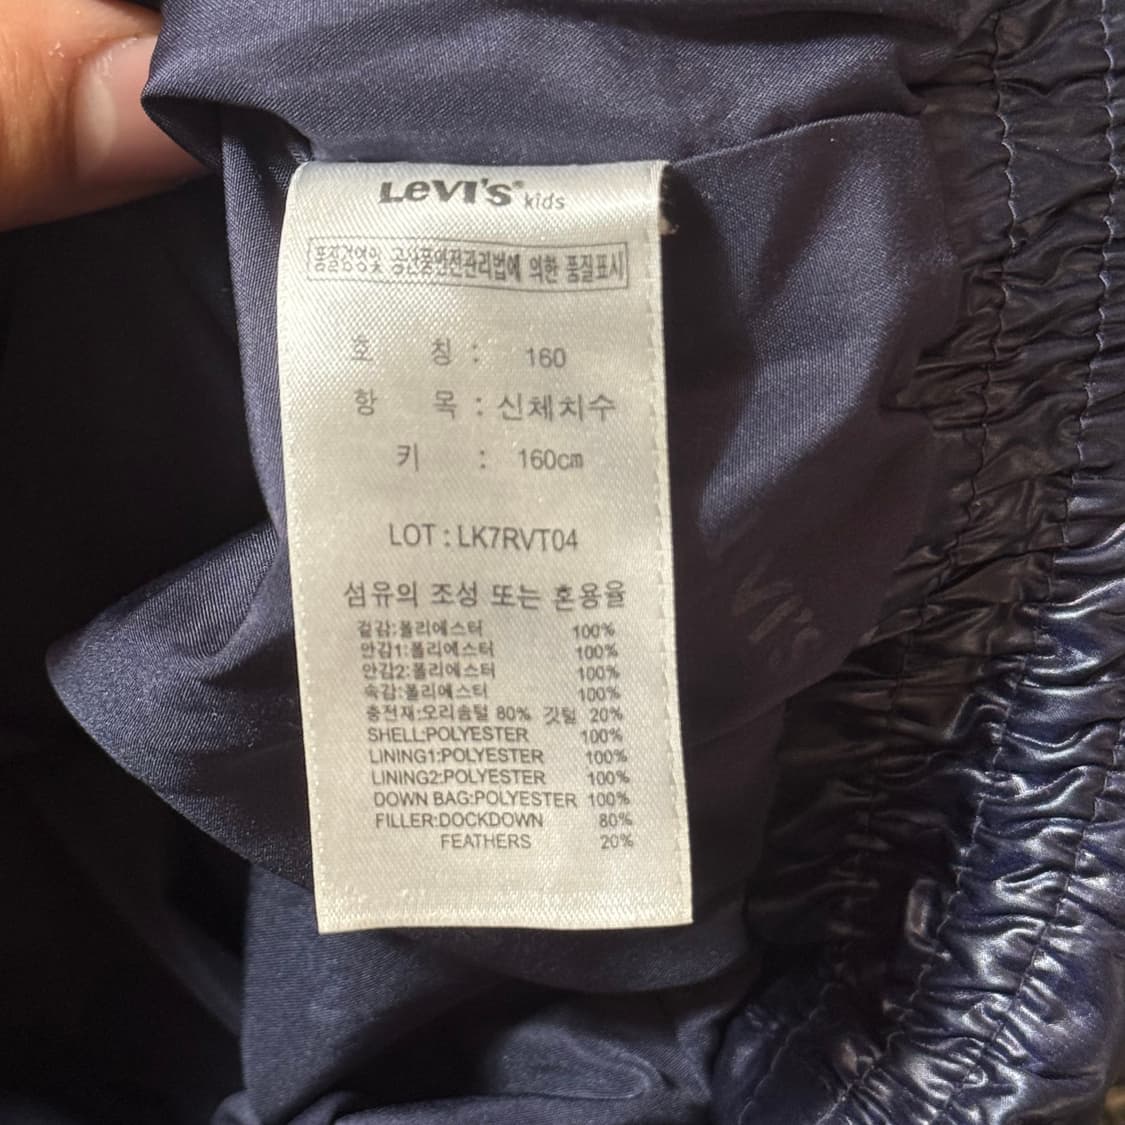 Levi's® kids
품질경영및 공산품안전관리법에 의한 품질표시
호 칭 : 160
항 목 : 신체치수
키 : 160cm
LOT : LK7RVT04
섬유의 조성 또는 혼용율
겉감:폴리에스터 100%
안감1:폴리에스터 100%
안감2:폴리에스터 100%
속감:폴리에스터 100%
충전재:오리솜털 80% 깃털 20%
SHELL:POLYESTER 100%
LINING1:POLYESTER 100%
LINING2:POLYESTER 100%
DOWN BAG:POLYESTER 100%
FILLER:DOCKDOWN 80%
FEATHERS 20%